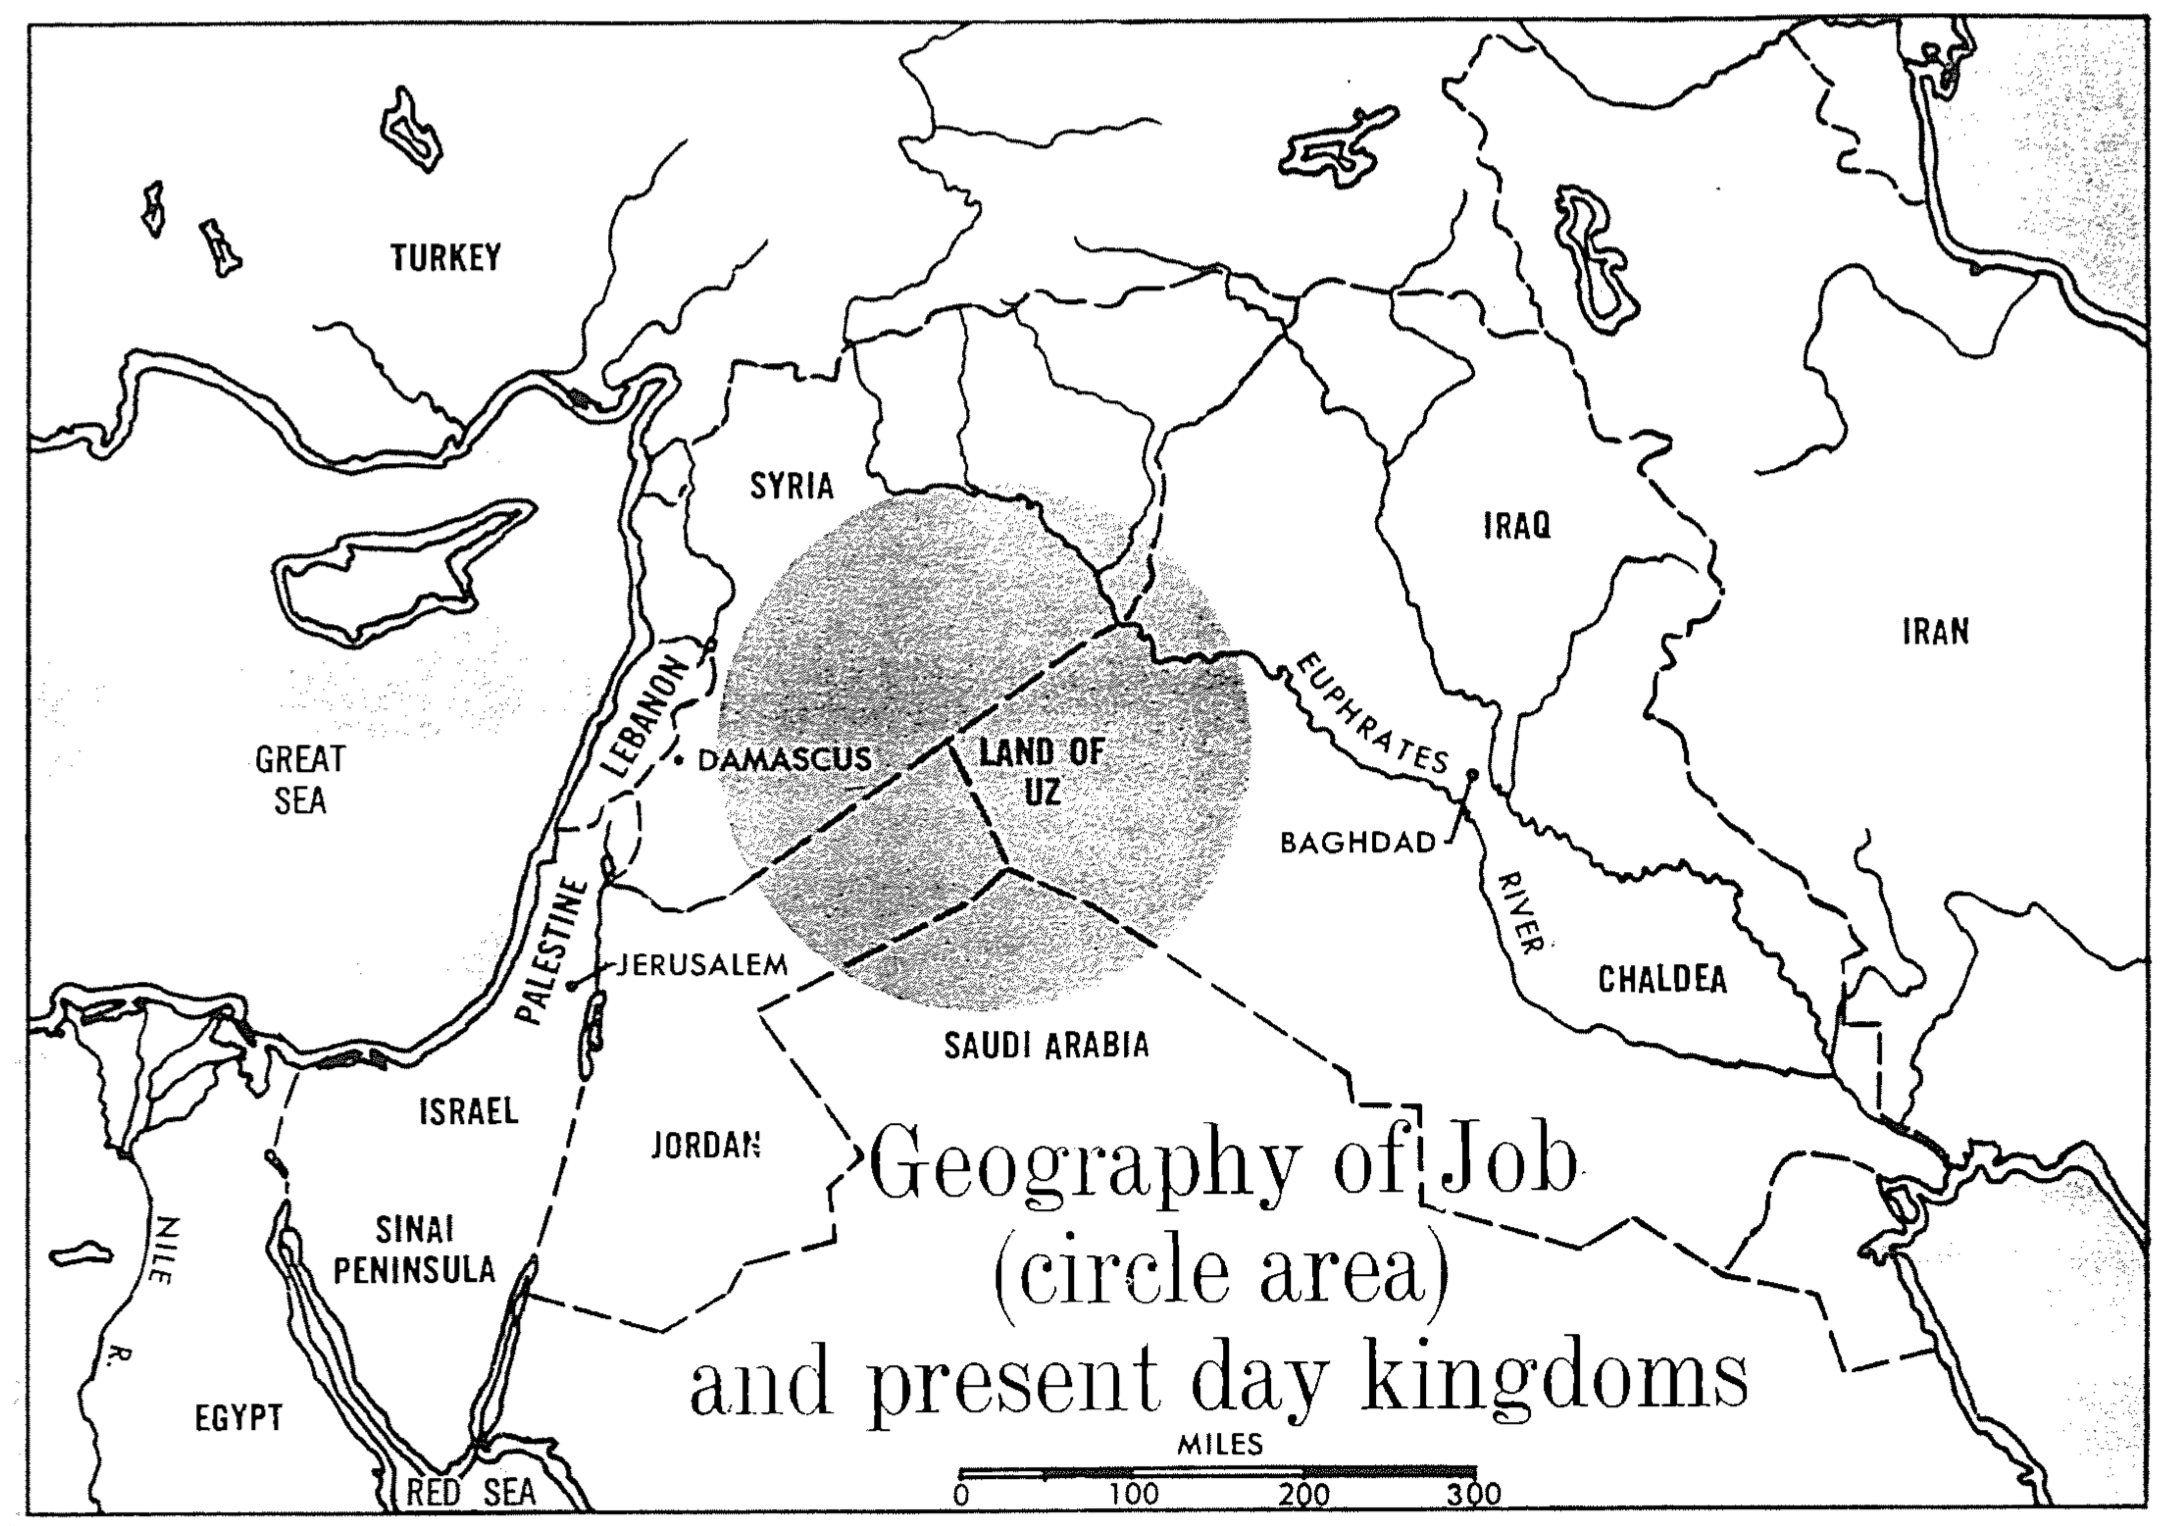 TURKEY
SYRIA
IRAQ
IRAN
LEBANON
EUPHRATES
RIVER
GREAT
SEA
DAMASCUS
LAND OF
UZ
BAGHDAD
PALESTINE
JERUSALEM
CHALDEA
SAUDI ARABIA
ISRAEL
JORDAN
SINAI
PENINSULA
NILE
R.
EGYPT
RED SEA
Geography of Job
(circle area)
and present day kingdoms
MILES
0 100 200 300